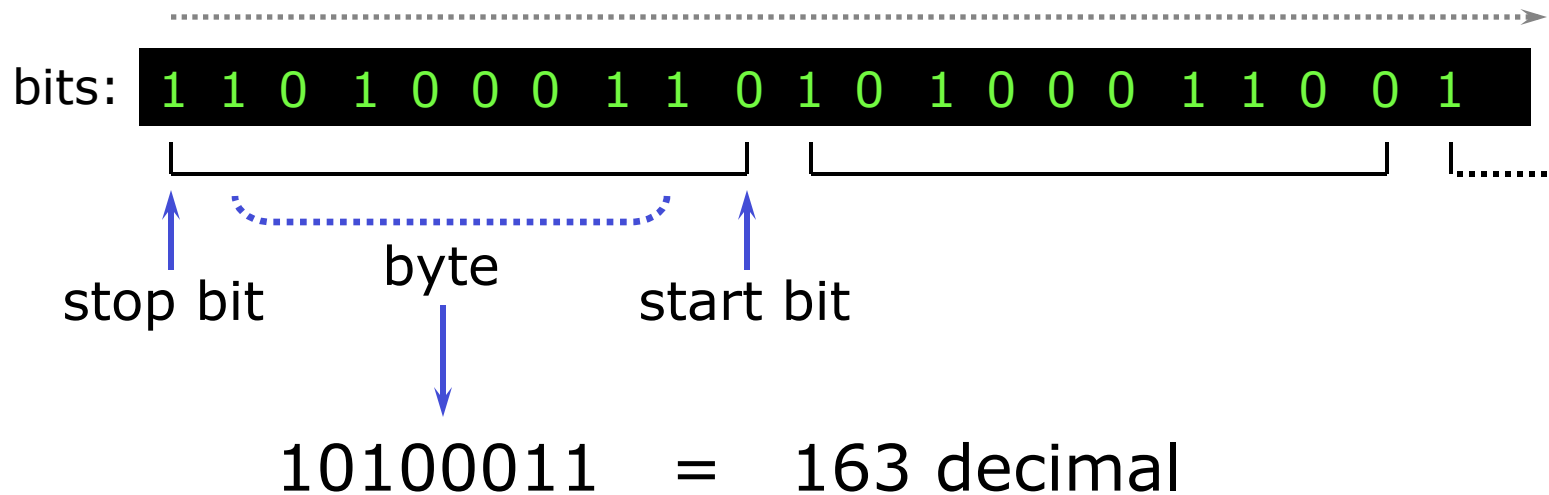 bits: 1 1 0 1 0 0 0 1 1 0 1 0 1 0 0 0 1 1 0 0 1
byte
stop bit start bit
10100011 = 163 decimal